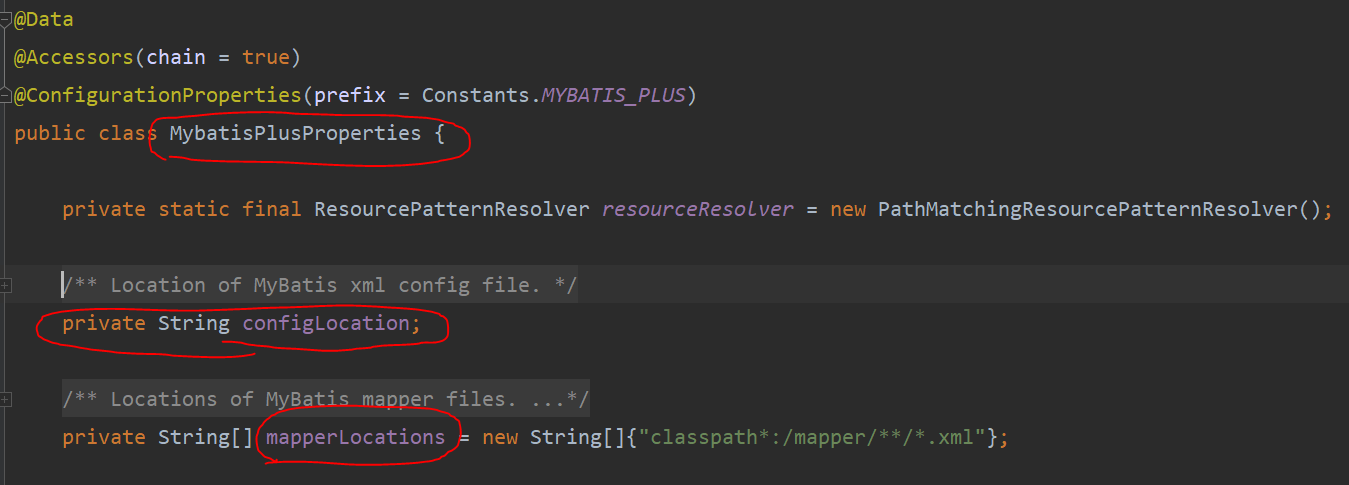 @Data
@Accessors(chain = true)
@ConfigurationProperties(prefix = Constants.MYBATIS_PLUS)
public class MybatisPlusProperties {
private static final ResourcePatternResolver resourceResolver = new PathMatchingResourcePatternResolver();
/** Location of MyBatis xml config file. */
private String configLocation;
/** Locations of MyBatis mapper files. ...*/
private String[] mapperLocations = new String[]{"classpath*:/mapper/**/*.xml"};